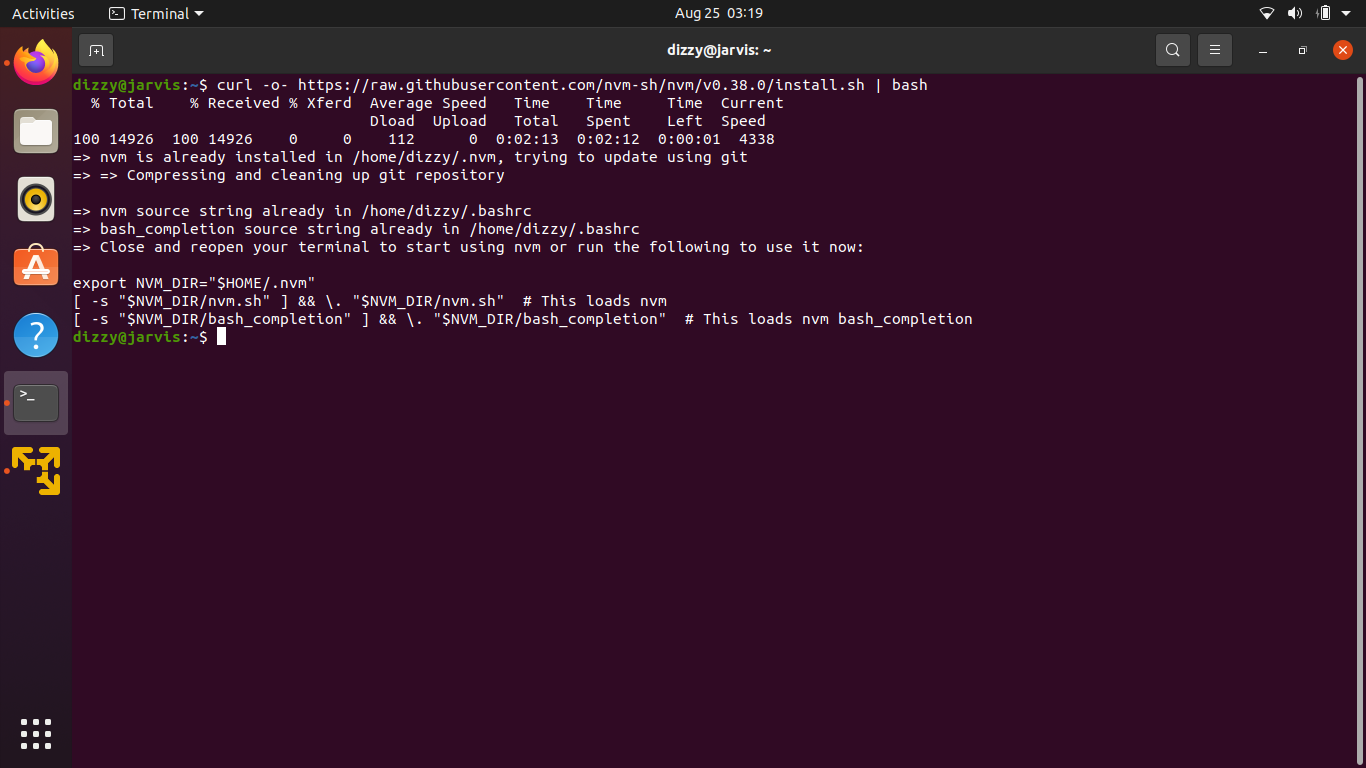 Activities Terminal Aug 25 03:19
dizzy@jarvis: ~
dizzy@jarvis:~$ curl -o- https://raw.githubusercontent.com/nvm-sh/nvm/v0.38.0/install.sh | bash
  % Total    % Received % Xferd  Average Speed   Time    Time     Time  Current
                                 Dload  Upload   Total   Spent    Left  Speed
100 14926  100 14926    0     0    112      0  0:02:13  0:02:12  0:00:01  4338
=> nvm is already installed in /home/dizzy/.nvm, trying to update using git
=> => Compressing and cleaning up git repository
=> nvm source string already in /home/dizzy/.bashrc
=> bash_completion source string already in /home/dizzy/.bashrc
=> Close and reopen your terminal to start using nvm or run the following to use it now:
export NVM_DIR="$HOME/.nvm"
[ -s "$NVM_DIR/nvm.sh" ] && \. "$NVM_DIR/nvm.sh"  # This loads nvm
[ -s "$NVM_DIR/bash_completion" ] && \. "$NVM_DIR/bash_completion"  # This loads nvm bash_completion
dizzy@jarvis:~$